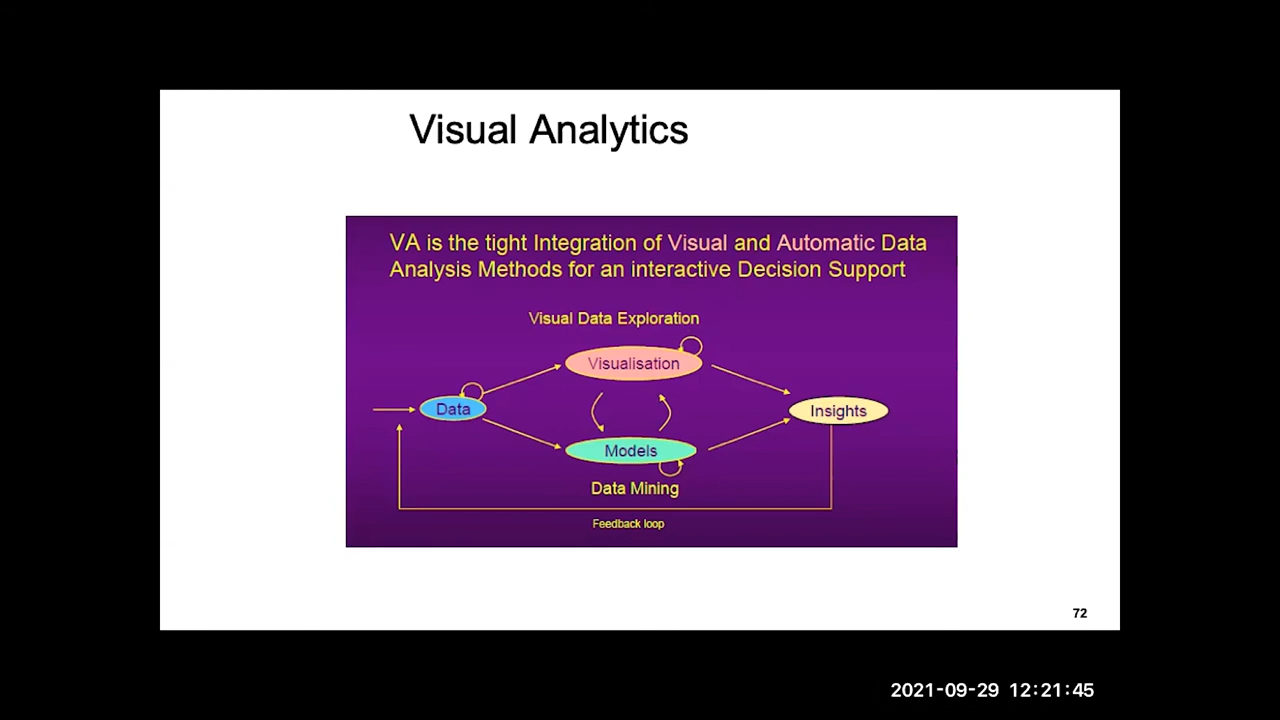 Visual Analytics
VA is the tight Integration of Visual and Automatic Data
Analysis Methods for an interactive Decision Support
Visual Data Exploration
Visualisation
Data
Insights
Models
Data Mining
Feedback loop
72
2021-09-29 12:21:45